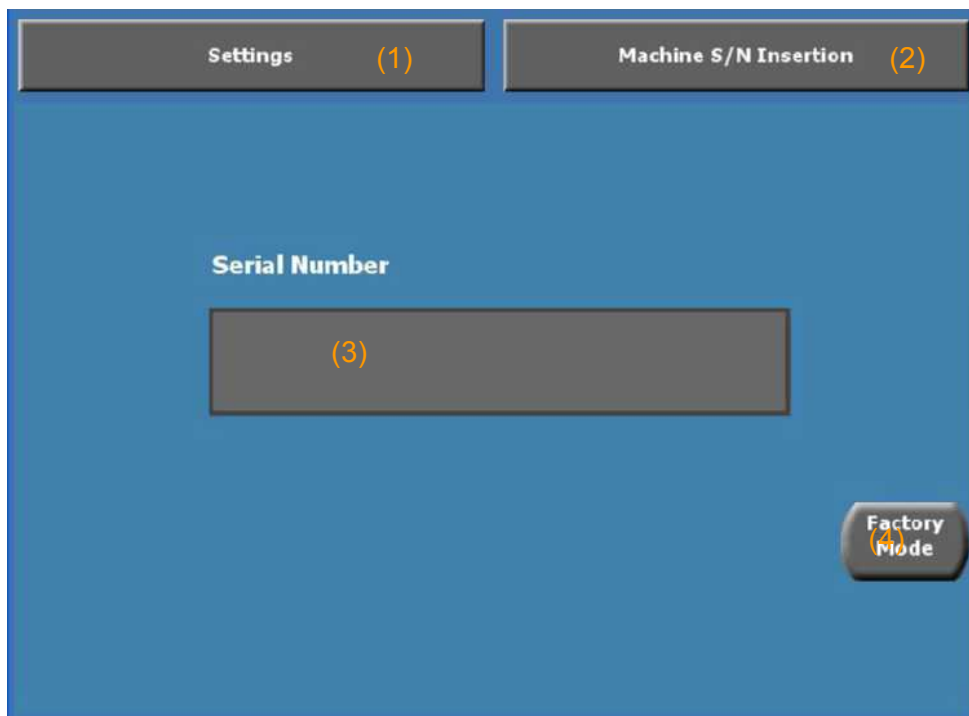 Settings (1)
Machine S/N Insertion (2)
Serial Number
(3)
Factory
(4)
Mode